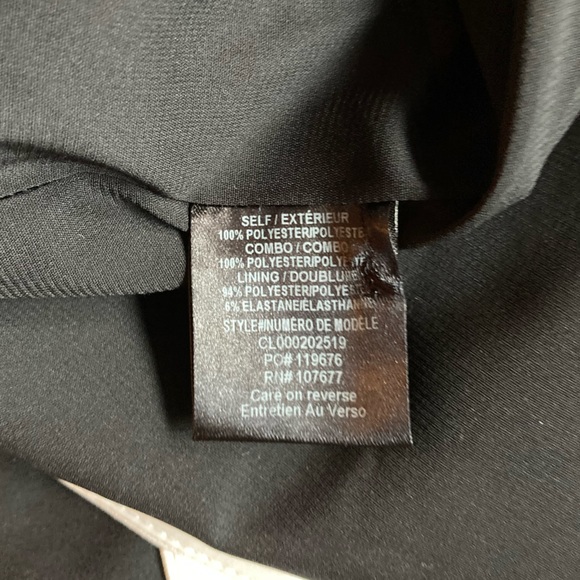 SELF / EXTÉRIEUR
100% POLYESTER/POLYESTER
COMBO / COMBO
100% POLYESTER/POLYESTER
LINING / DOUBLURE
94% POLYESTER/POLYESTER
6% ELASTANE/ÉLASTHANNE
STYLE#/NUMÉRO DE MODÈLE
CL000202519
PO# 119676
RN# 107677
Care on reverse
Entretien Au Verso